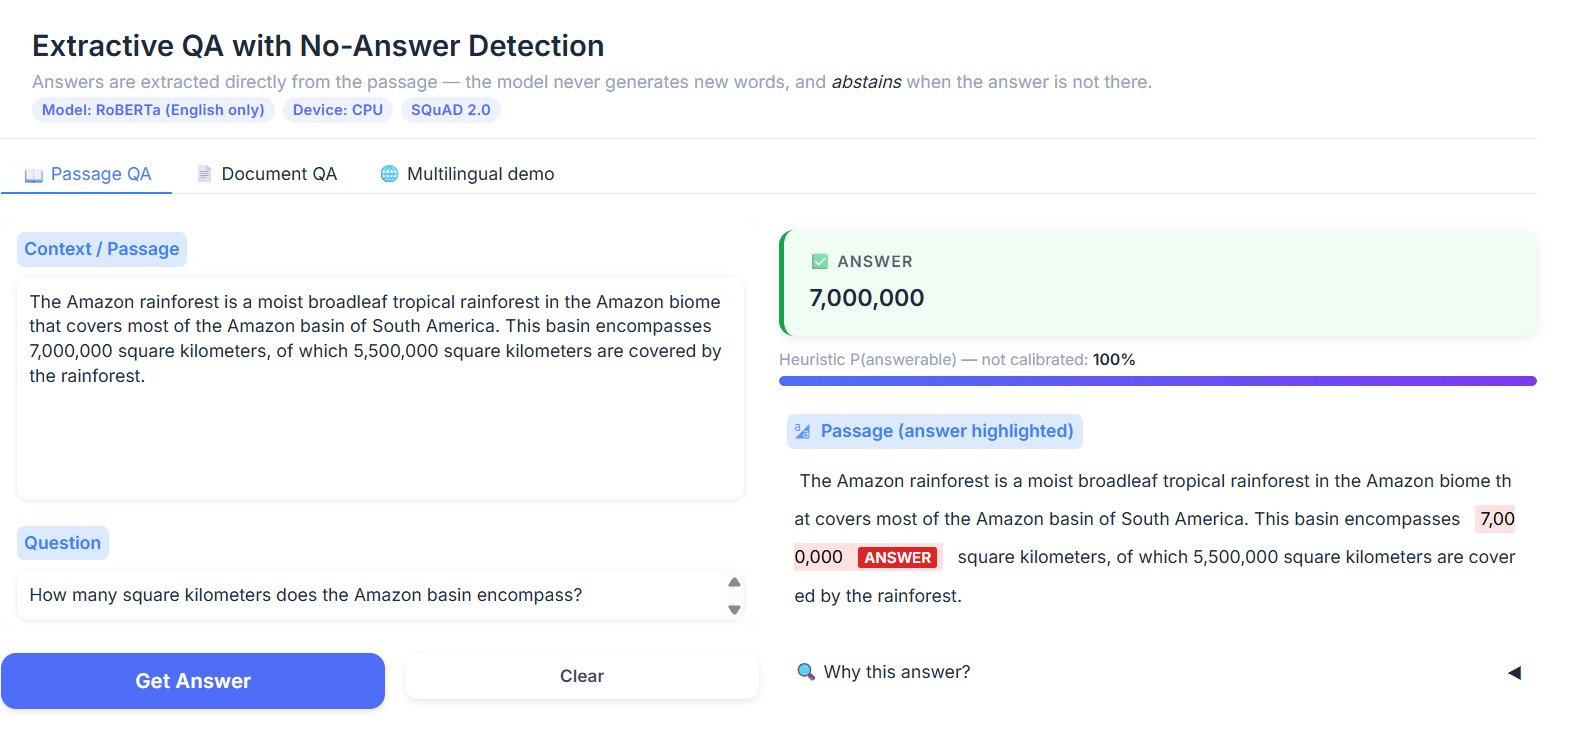 Extractive QA with No-Answer Detection
Answers are extracted directly from the passage — the model never generates new words, and abstains when the answer is not there.
Model: RoBERTa (English only) Device: CPU SQuAD 2.0
Passage QA Document QA Multilingual demo
Context / Passage
The Amazon rainforest is a moist broadleaf tropical rainforest in the Amazon biome
that covers most of the Amazon basin of South America. This basin encompasses
7,000,000 square kilometers, of which 5,500,000 square kilometers are covered by
the rainforest.
Question
How many square kilometers does the Amazon basin encompass?
Get Answer Clear
ANSWER
7,000,000
Heuristic P(answerable) — not calibrated: 100%
Passage (answer highlighted)
The Amazon rainforest is a moist broadleaf tropical rainforest in the Amazon biome th
at covers most of the Amazon basin of South America. This basin encompasses 7,00
0,000 ANSWER square kilometers, of which 5,500,000 square kilometers are cover
ed by the rainforest.
Why this answer?